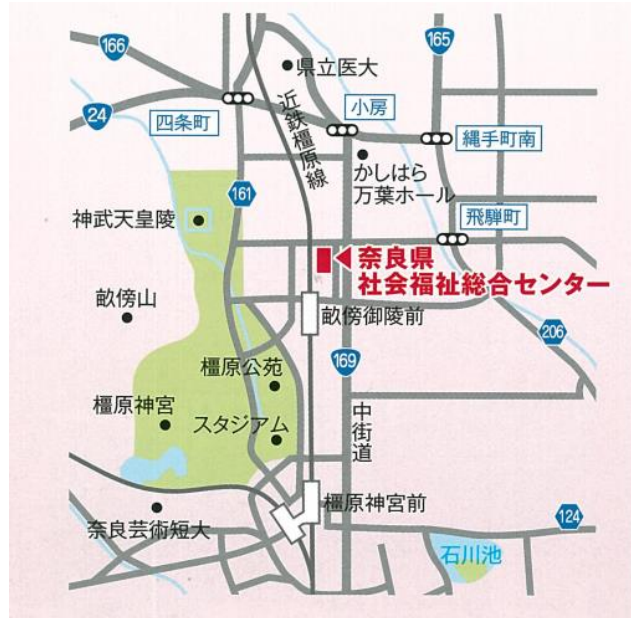 166
165
県立医大
24
四条町
小房
近鉄橿原線
縄手町南
かしはら
万葉ホール
161
飛騨町
神武天皇陵
奈良県
社会福祉総合センター
畝傍山
畝傍御陵前
206
橿原公苑
169
橿原神宮
スタジアム
中街道
橿原神宮前
124
奈良芸術短大
石川池